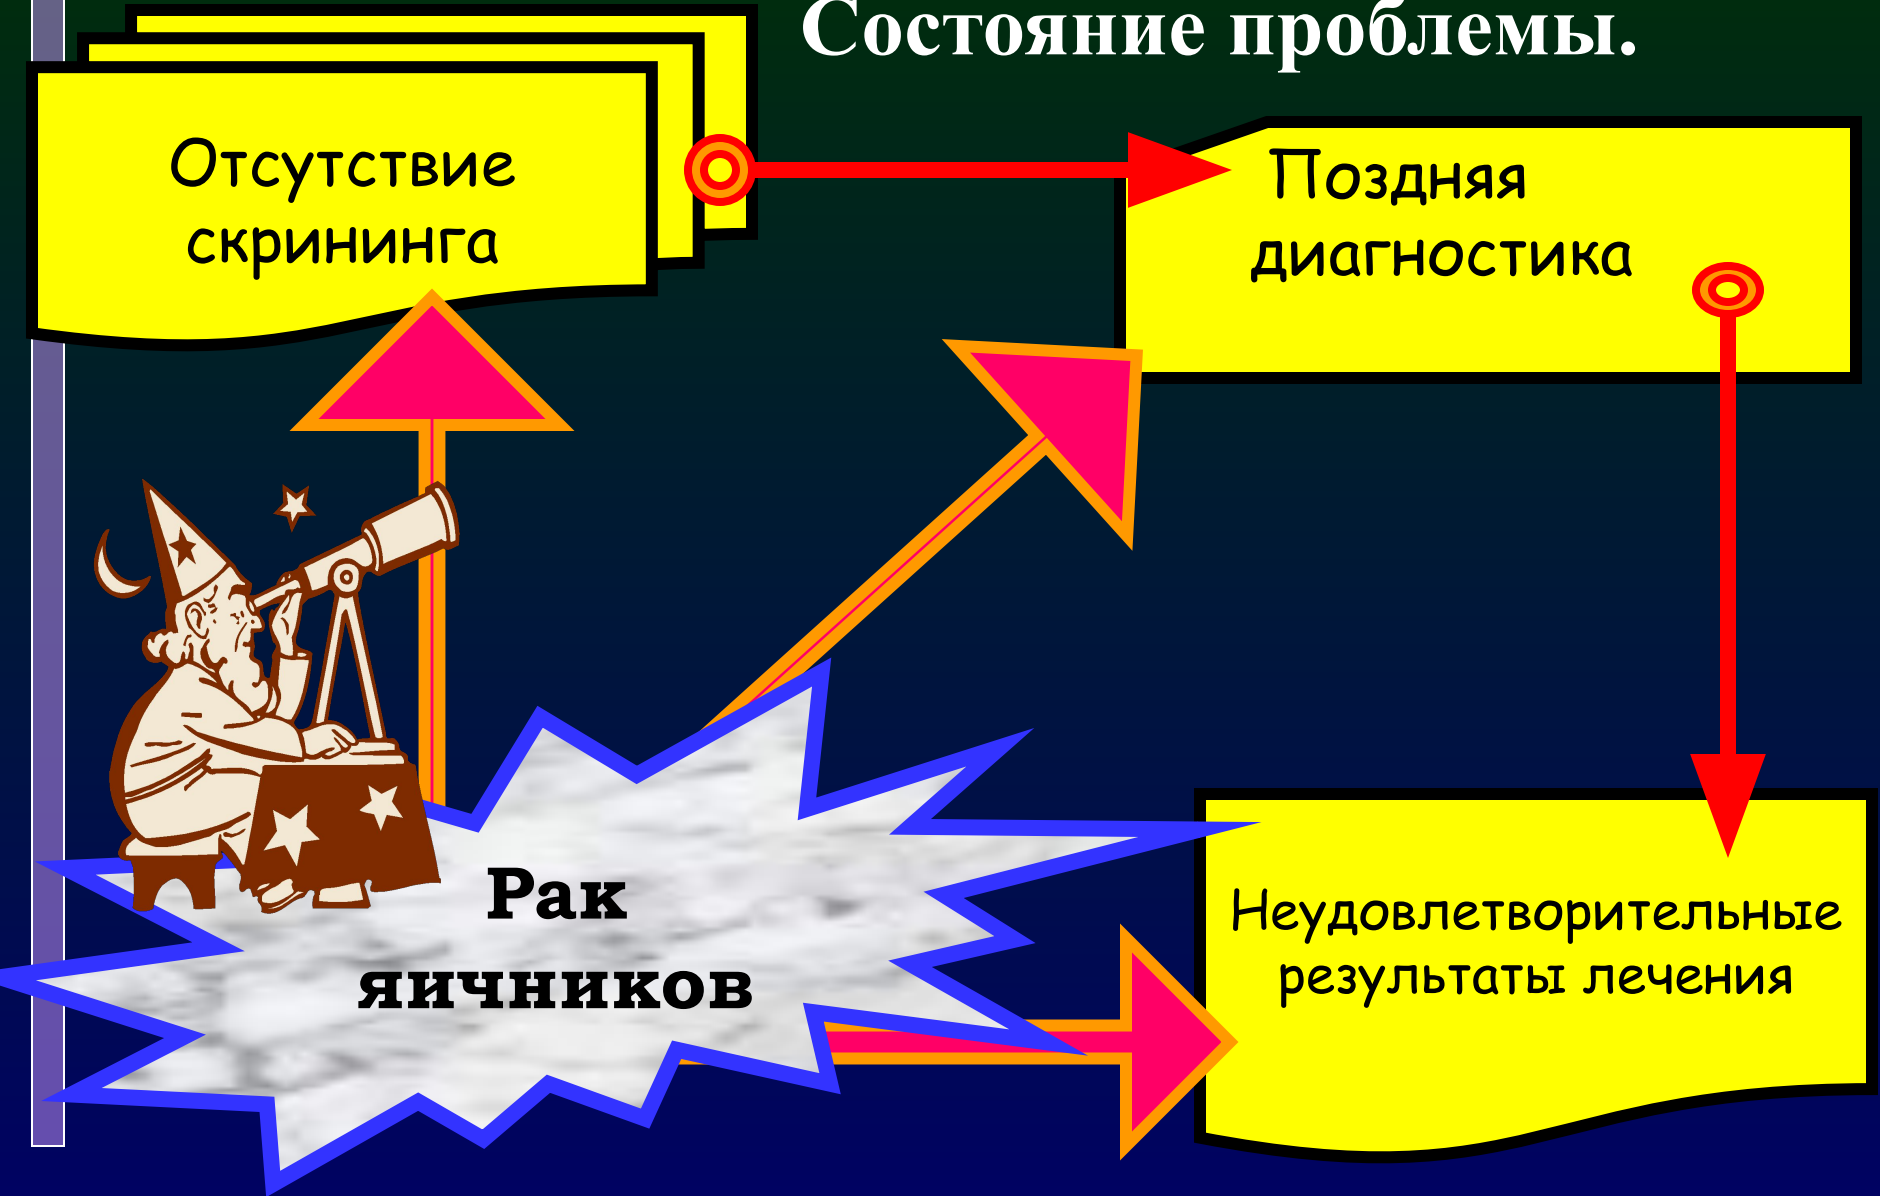 Состояние проблемы.
Отсутствие
скрининга
Поздняя
диагностика
Рак
яичников
Неудовлетворительные
результаты лечения